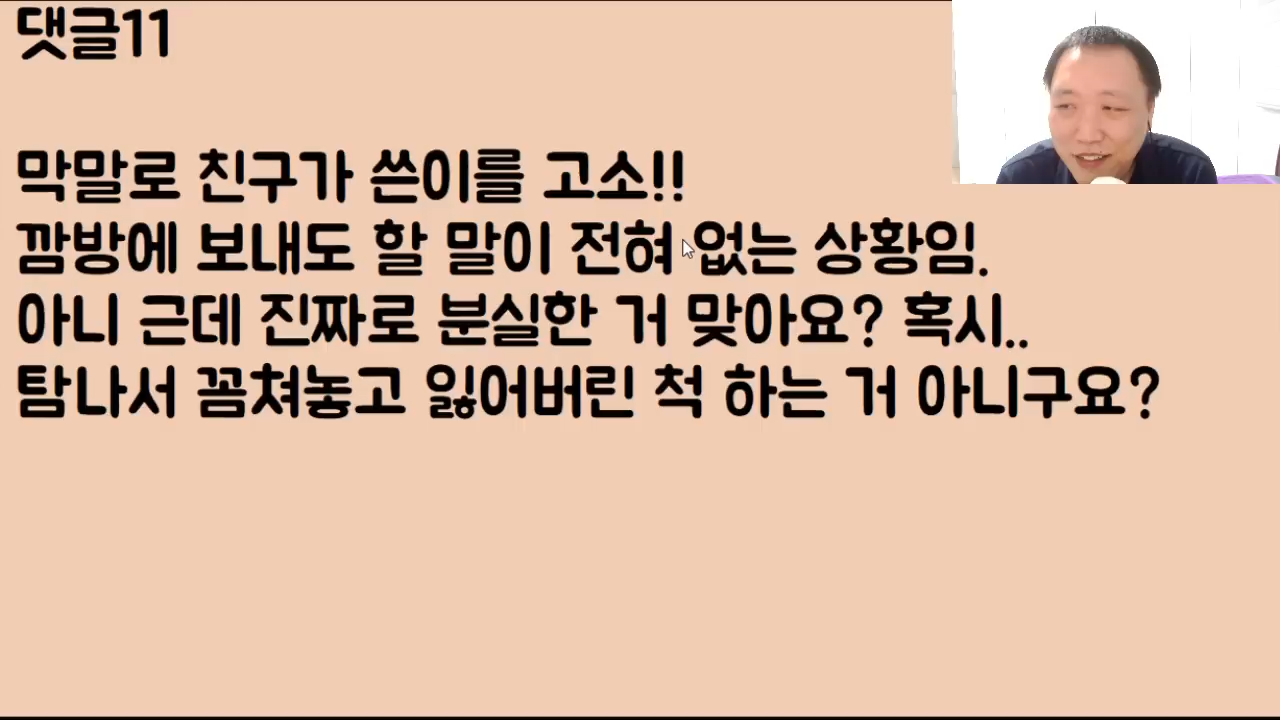 댓글11
막말로 친구가 쓴이를 고소!!
깜방에 보내도 할 말이 전혀 없는 상황임.
아니 근데 진짜로 분실한 거 맞아요? 혹시..
탐나서 꼼쳐놓고 잃어버린 척 하는 거 아니구요?